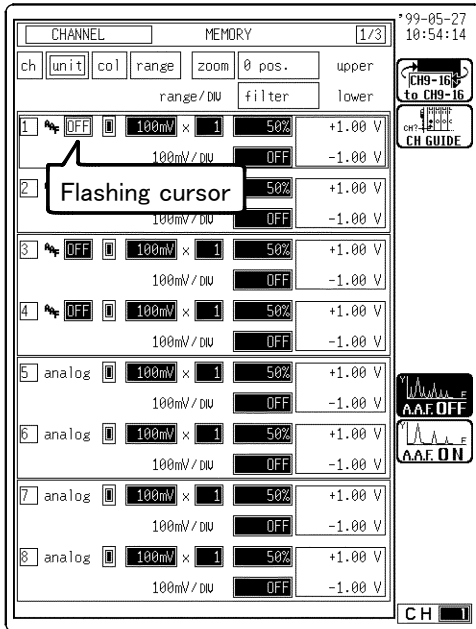 '99-05-27
CHANNEL MEMORY 1/3 10:54:14
ch unit col range zoom 0 pos. upper
range/DIV filter lower
CH9-16
to CH9-16
CH?
CH GUIDE
1 AAF OFF 100mV × 1 50% +1.00 V
100mV/DIV OFF -1.00 V
Flashing cursor
2 50% +1.00 V
100mV/DIV OFF -1.00 V
3 AAF OFF 100mV × 1 50% +1.00 V
100mV/DIV OFF -1.00 V
4 AAF OFF 100mV × 1 50% +1.00 V
100mV/DIV OFF -1.00 V
5 analog 100mV × 1 50% +1.00 V
100mV/DIV OFF -1.00 V
6 analog 100mV × 1 50% +1.00 V
100mV/DIV OFF -1.00 V
7 analog 100mV × 1 50% +1.00 V
100mV/DIV OFF -1.00 V
8 analog 100mV × 1 50% +1.00 V
100mV/DIV OFF -1.00 V
Y F
A.A.F. OFF
Y F
A.A.F. ON
CH 1